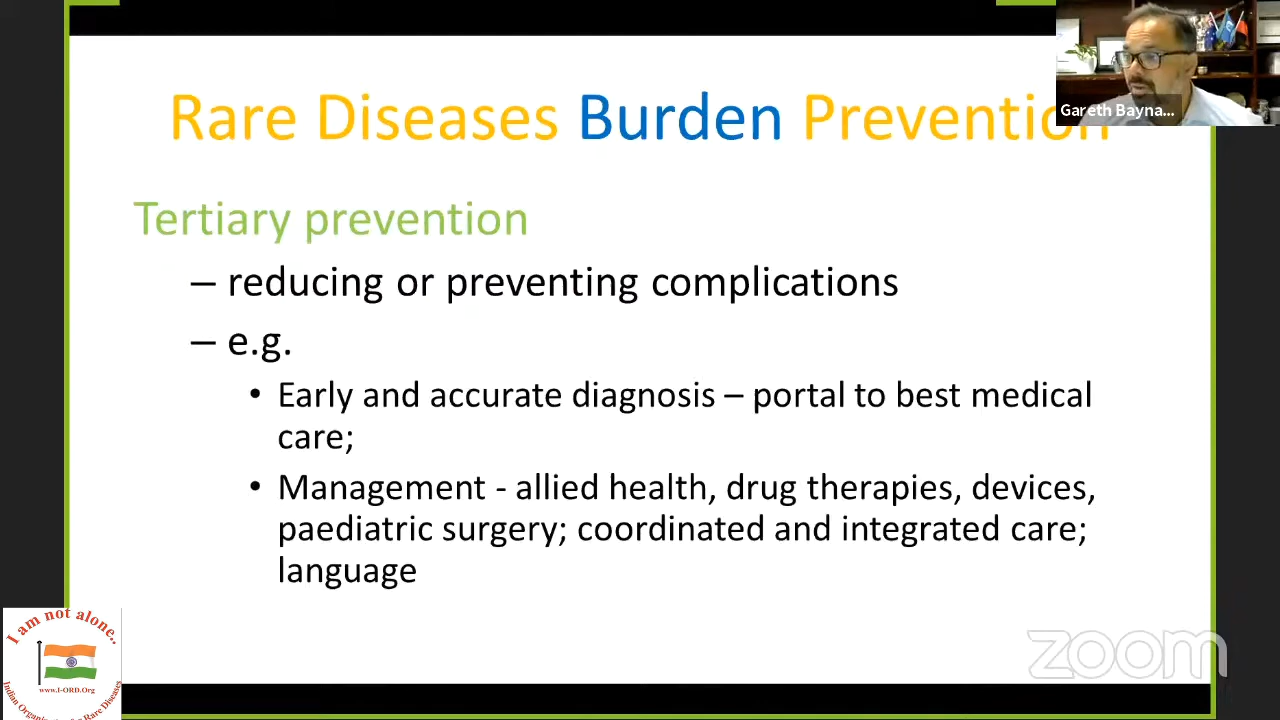 Rare Diseases Burden Prevention
Gareth Bayna...
Tertiary prevention
– reducing or preventing complications
– e.g.
• Early and accurate diagnosis – portal to best medical
care;
• Management - allied health, drug therapies, devices,
paediatric surgery; coordinated and integrated care;
language
I am not alone..
www.I-ORD.Org
Indian Organization for Rare Diseases
zoom